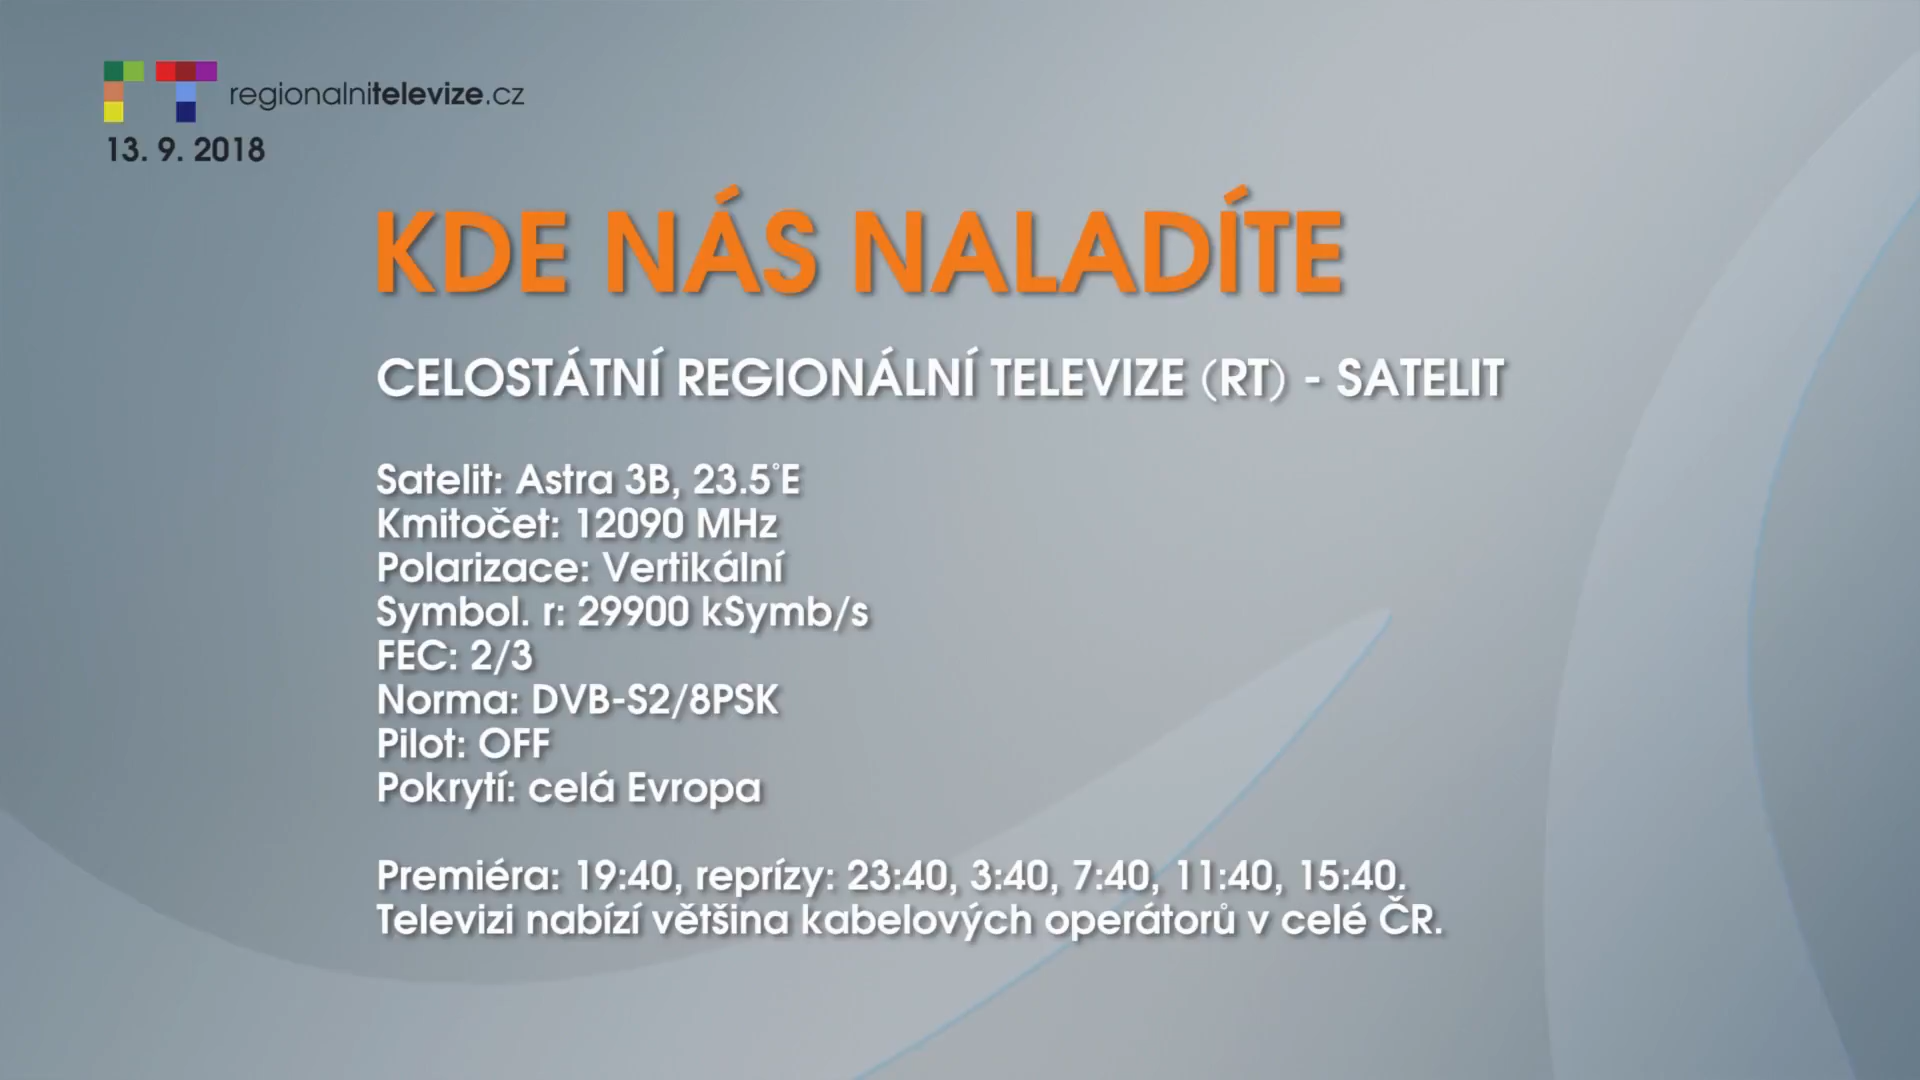 regionalnitelevize.cz
13. 9. 2018
KDE NÁS NALADÍTE
CELOSTÁTNÍ REGIONÁLNÍ TELEVIZE (RT) - SATELIT
Satelit: Astra 3B, 23.5°E
Kmitočet: 12090 MHz
Polarizace: Vertikální
Symbol. r: 29900 kSymb/s
FEC: 2/3
Norma: DVB-S2/8PSK
Pilot: OFF
Pokrytí: celá Evropa
Premiéra: 19:40, reprízy: 23:40, 3:40, 7:40, 11:40, 15:40.
Televizi nabízí většina kabelových operátorů v celé ČR.